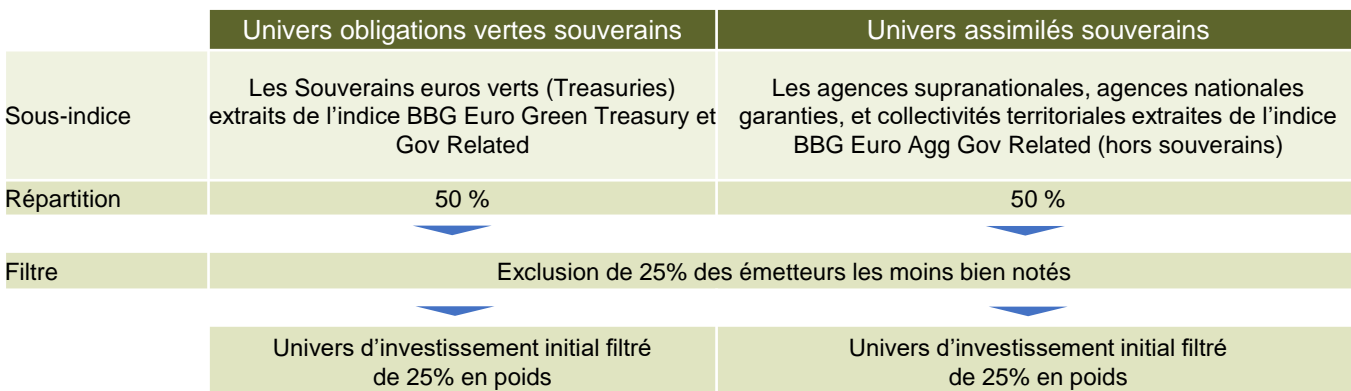 Univers obligations vertes souverains
Univers assimilés souverains
Sous-indice
Les Souverains euros verts (Treasuries)
extraits de l’indice BBG Euro Green Treasury et
Gov Related
Les agences supranationales, agences nationales
garanties, et collectivités territoriales extraites de l’indice
BBG Euro Agg Gov Related (hors souverains)
Répartition
50 %
50 %
Filtre
Exclusion de 25% des émetteurs les moins bien notés
Univers d’investissement initial filtré
de 25% en poids
Univers d’investissement initial filtré
de 25% en poids